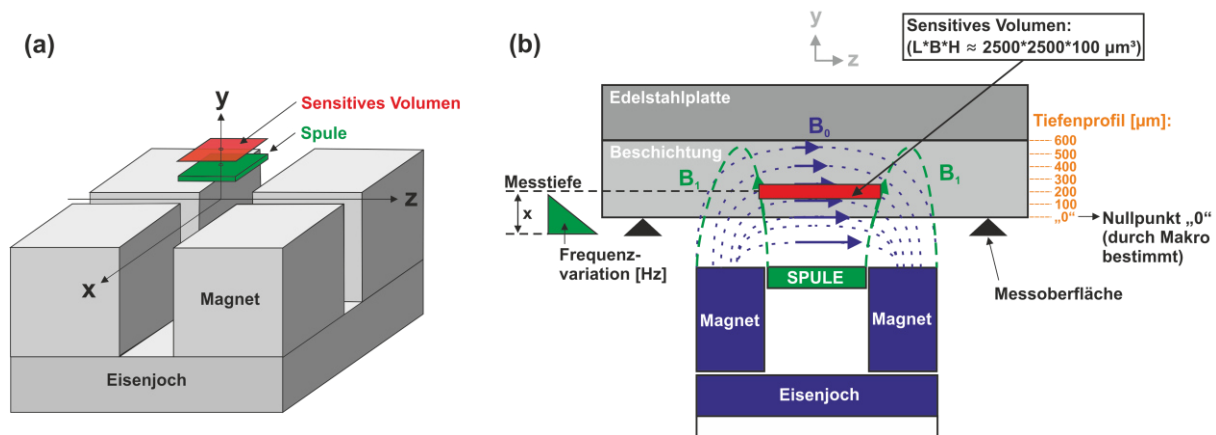 (a)
y
Sensitives Volumen
Spule
z
x
Magnet
Eisenjoch
(b)
y
z
Sensitives Volumen:
(L*B*H ≈ 2500*2500*100 µm³)
Edelstahlplatte
Beschichtung
B₀
B₁
B₁
Tiefenprofil [µm]:
600
500
400
300
200
100
„0“
Messtiefe
x
Frequenz-
variation [Hz]
Nullpunkt „0“
(durch Makro
bestimmt)
Messoberfläche
SPULE
Magnet
Magnet
Eisenjoch